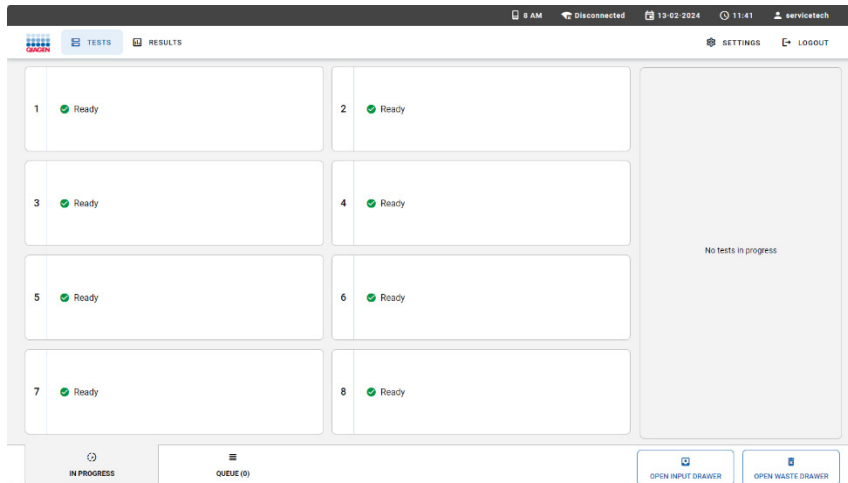 8 AM Disconnected 13-02-2024 11:41 servicetech
QIAGEN TESTS RESULTS SETTINGS LOGOUT
1 Ready
2 Ready
3 Ready
4 Ready
No tests in progress
5 Ready
6 Ready
7 Ready
8 Ready
IN PROGRESS
QUEUE (0)
OPEN INPUT DRAWER
OPEN WASTE DRAWER